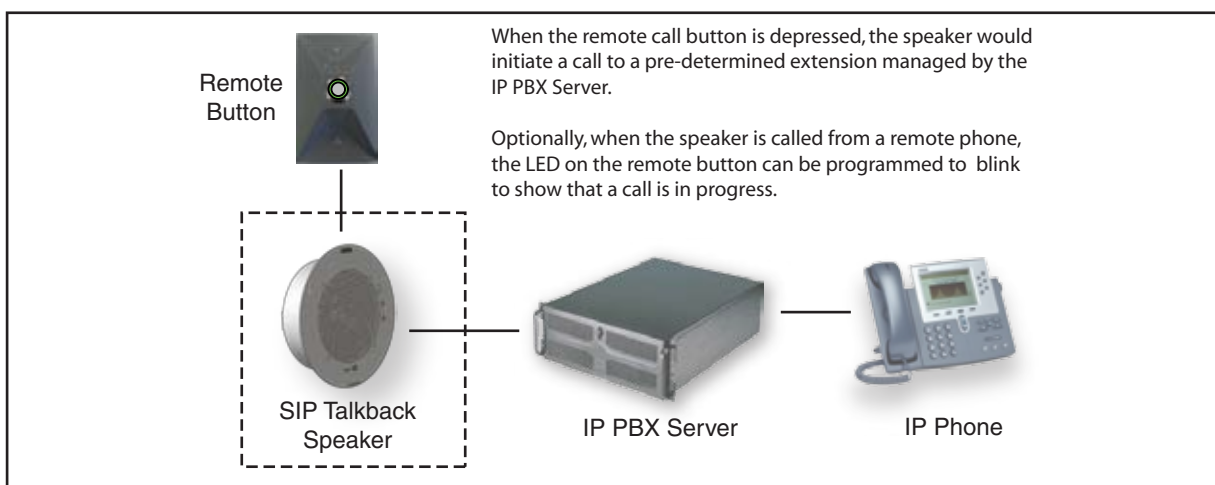 When the remote call button is depressed, the speaker would
initiate a call to a pre-determined extension managed by the
IP PBX Server.
Optionally, when the speaker is called from a remote phone,
the LED on the remote button can be programmed to blink
to show that a call is in progress.
Remote
Button
SIP Talkback
Speaker
IP PBX Server
IP Phone